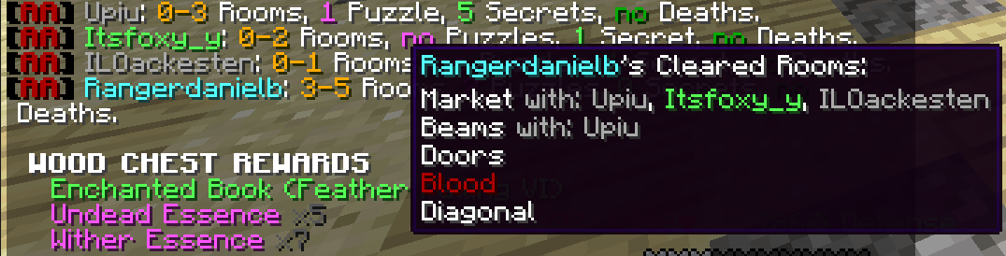 [AA] Upiu: 0-3 Rooms, 1 Puzzle, 5 Secrets, no Deaths.
[AA] Itsfoxy_y: 0-2 Rooms, no Puzzles, 1 Secret, no Deaths.
[AA] ILOackesten: 0-1 Rooms
[AA] Rangerdanielb: 3-5 Roo
Deaths.
WOOD CHEST REWARDS
Enchanted Book (Feather VI)
Undead Essence x5
Wither Essence x7
Rangerdanielb's Cleared Rooms:
Market with: Upiu, Itsfoxy_y, ILOackesten
Beams with: Upiu
Doors
Blood
Diagonal